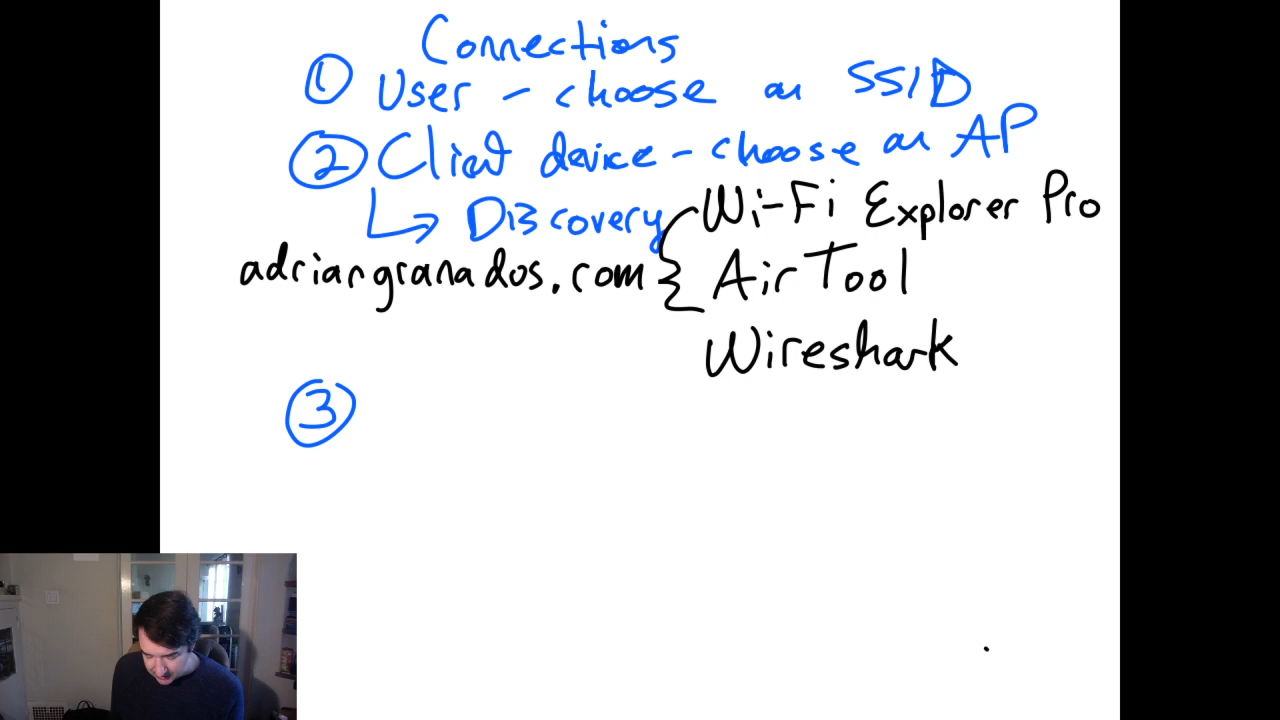 Connections
① User - choose an SSID
② Client device - choose an AP
↳ Discovery { Wi-Fi Explorer Pro
adriangranados.com { AirTool
Wireshark
③